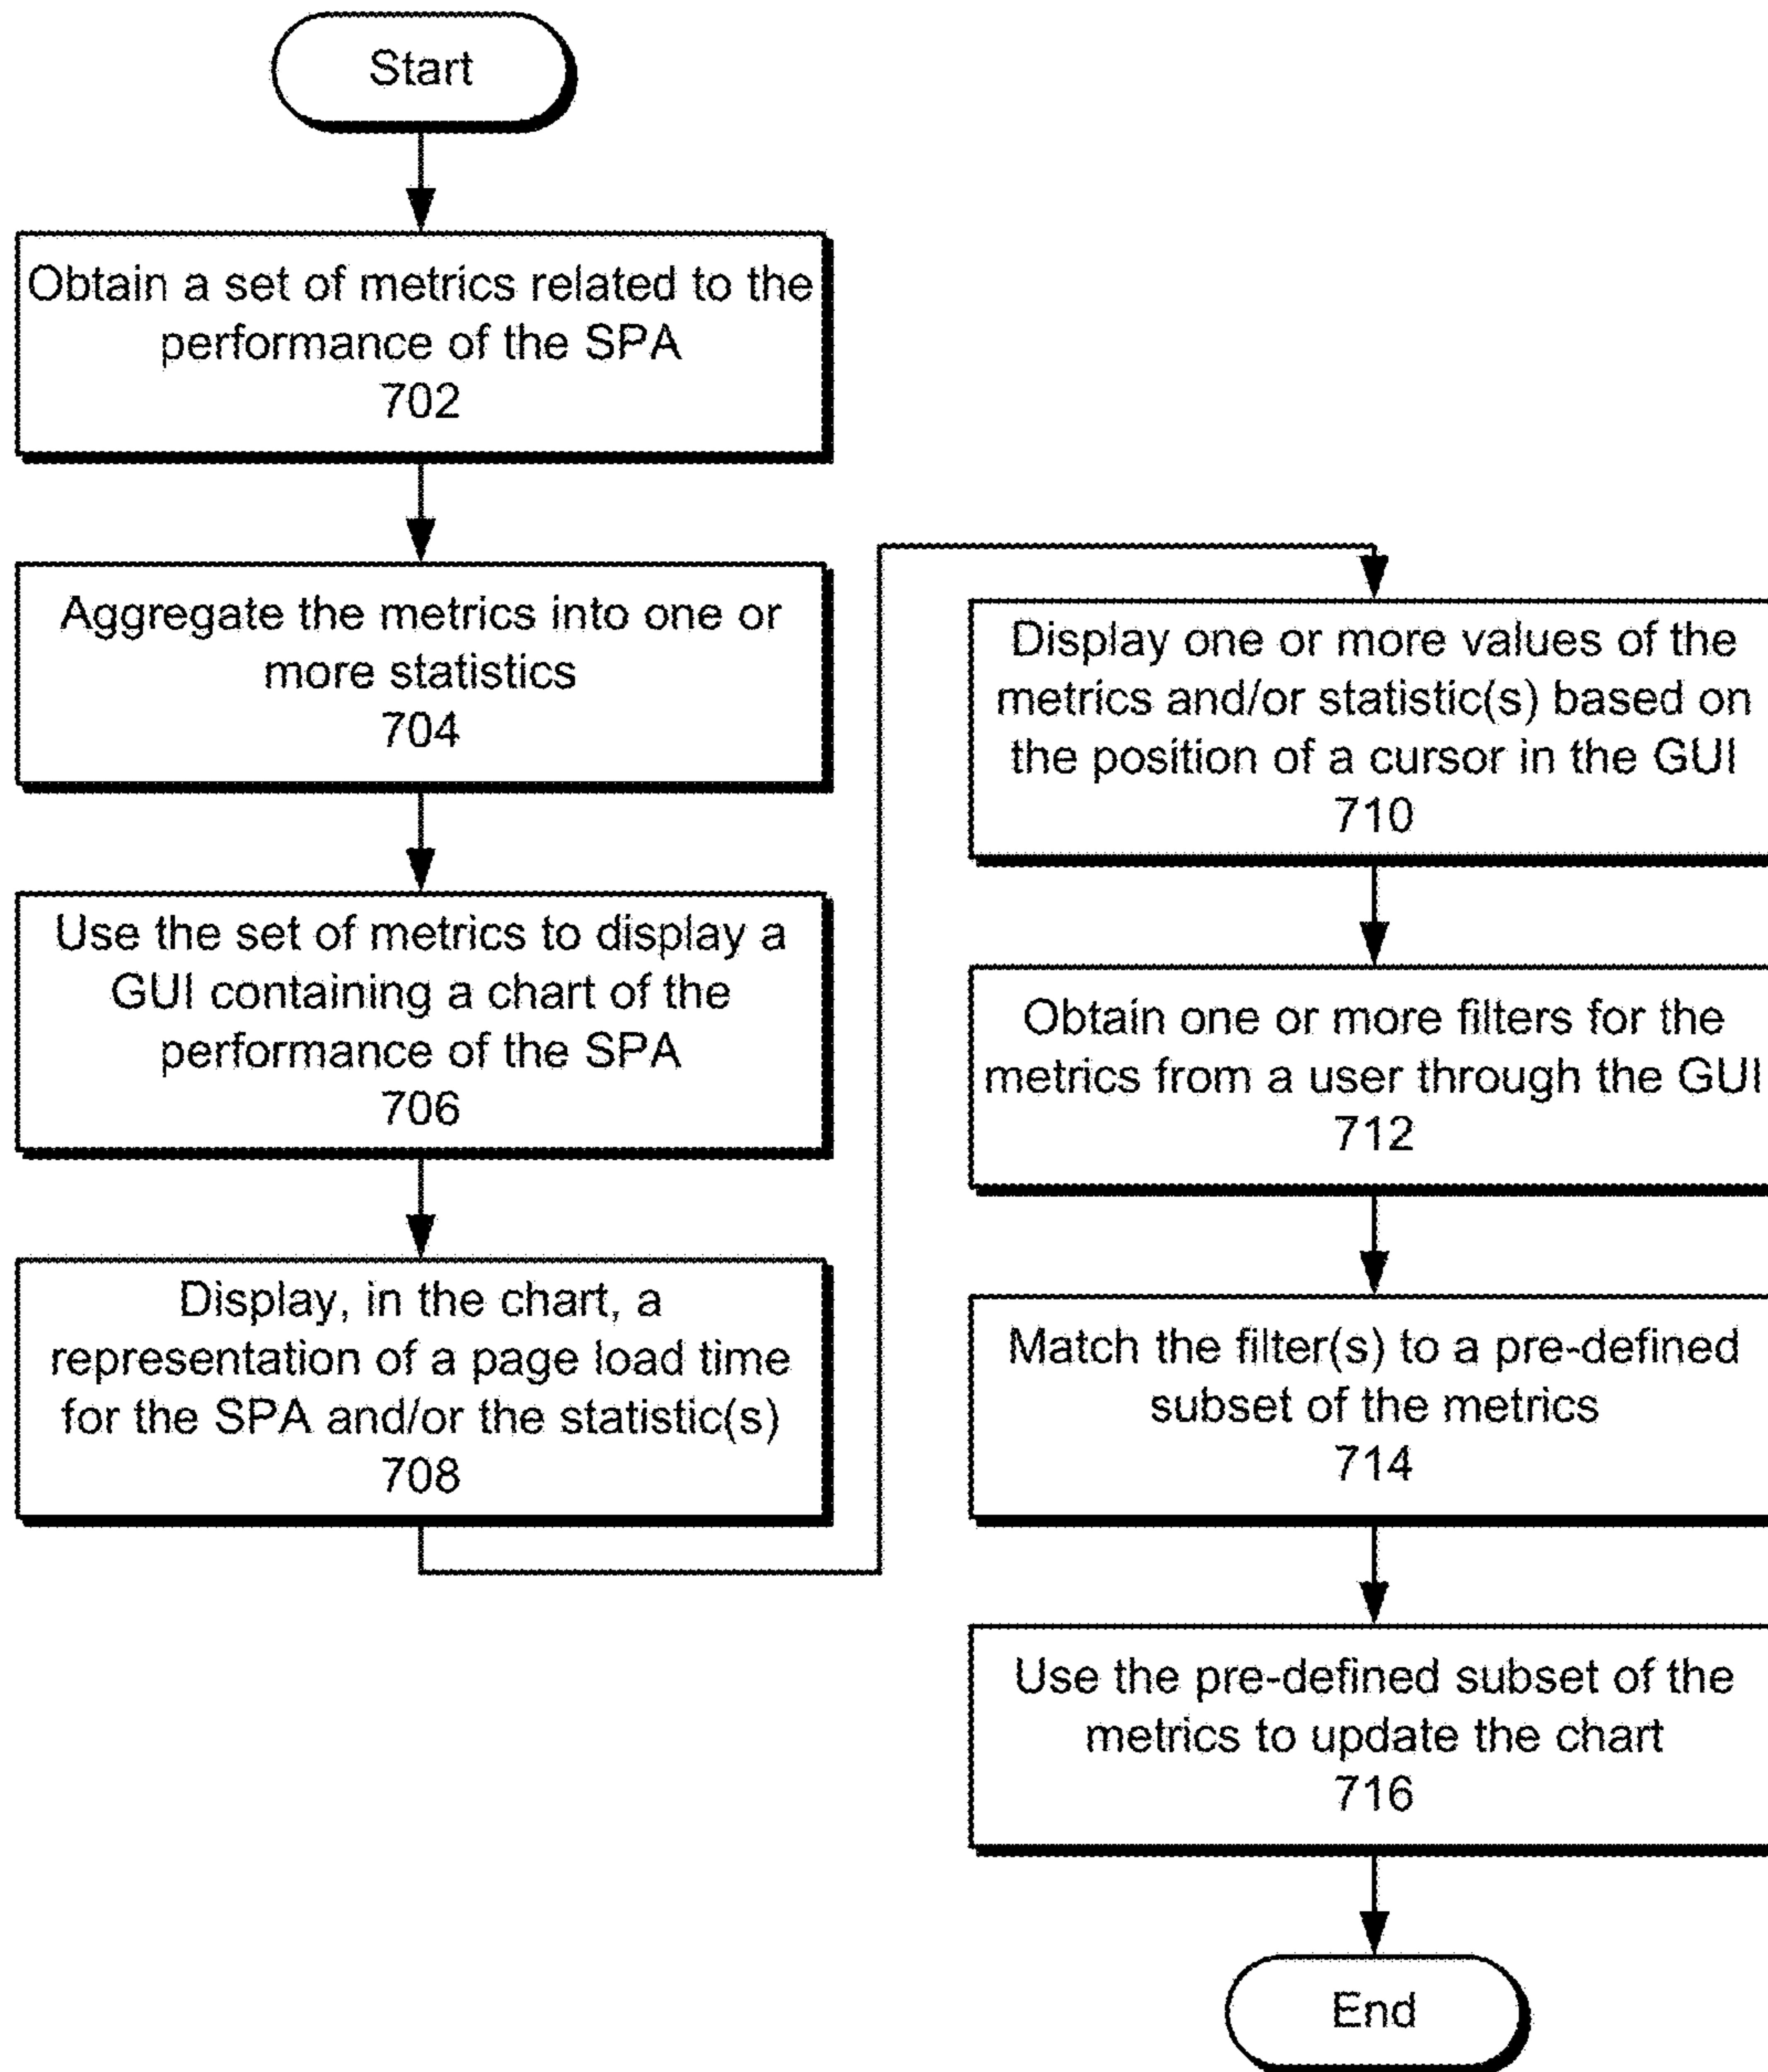 Start
Obtain a set of metrics related to the
performance of the SPA
702
Aggregate the metrics into one or
more statistics
704
Use the set of metrics to display a
GUI containing a chart of the
performance of the SPA
706
Display, in the chart, a
representation of a page load time
for the SPA and/or the statistic(s)
708
Display one or more values of the
metrics and/or statistic(s) based on
the position of a cursor in the GUI
710
Obtain one or more filters for the
metrics from a user through the GUI
712
Match the filter(s) to a pre-defined
subset of the metrics
714
Use the pre-defined subset of the
metrics to update the chart
716
End